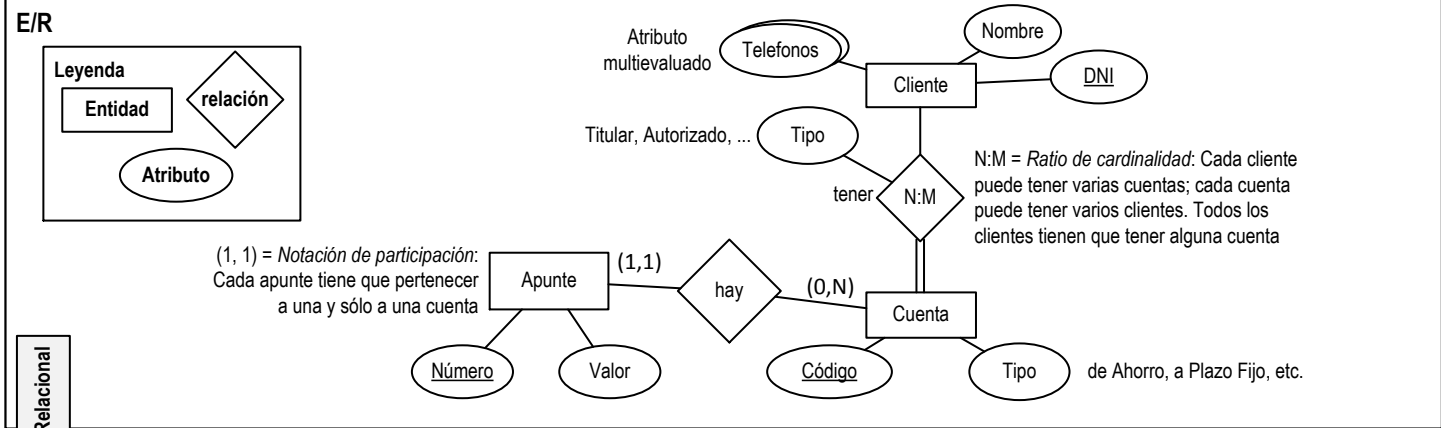 E/R
Leyenda
Entidad
relación
Atributo
Atributo
multievaluado
Telefonos
Nombre
Cliente
DNI
Titular, Autorizado, ...
Tipo
tener
N:M
N:M = Ratio de cardinalidad: Cada cliente
puede tener varias cuentas; cada cuenta
puede tener varios clientes. Todos los
clientes tienen que tener alguna cuenta
(1, 1) = Notación de participación:
Cada apunte tiene que pertenecer
a una y sólo a una cuenta
Apunte
(1,1)
hay
(0,N)
Cuenta
Número
Valor
Código
Tipo
de Ahorro, a Plazo Fijo, etc.
Relacional